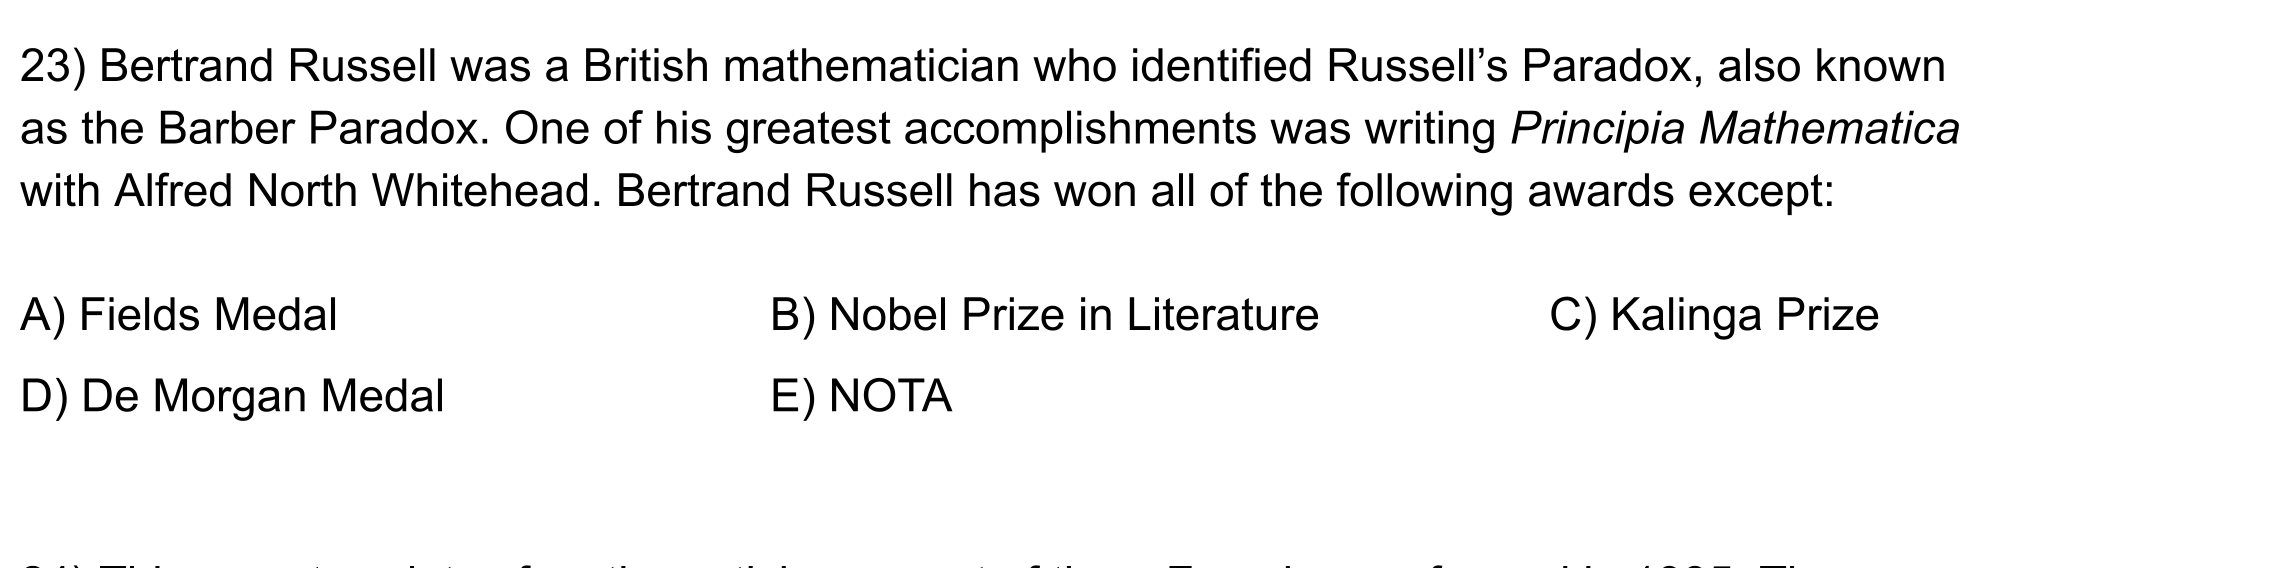 23) Bertrand Russell was a British mathematician who identified Russell’s Paradox, also known
as the Barber Paradox. One of his greatest accomplishments was writing Principia Mathematica
with Alfred North Whitehead. Bertrand Russell has won all of the following awards except:
A) Fields Medal B) Nobel Prize in Literature C) Kalinga Prize
D) De Morgan Medal E) NOTA